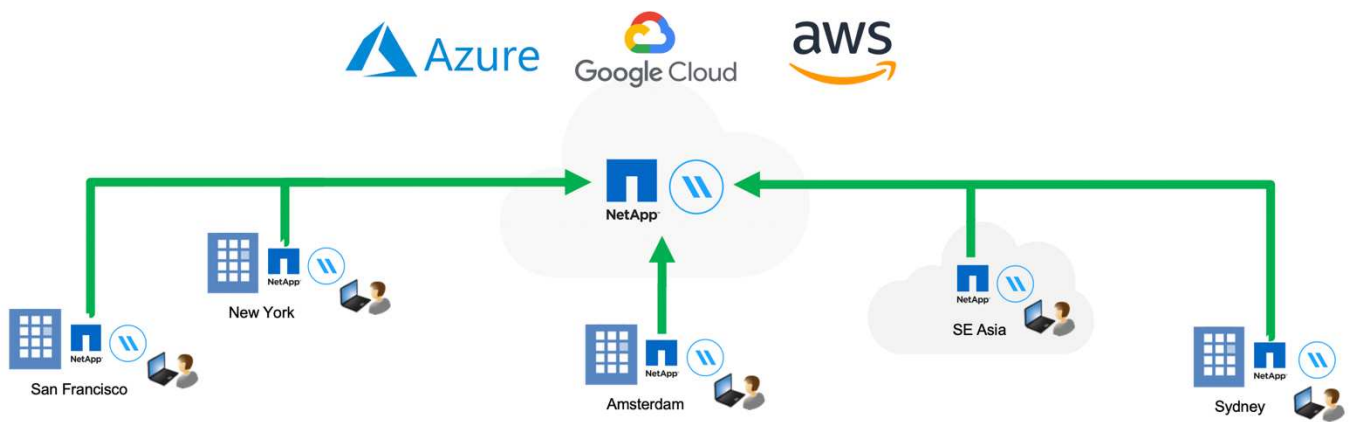 Azure
Google Cloud
aws
NetApp
NetApp
New York
NetApp
SE Asia
NetApp
San Francisco
NetApp
Amsterdam
NetApp
Sydney